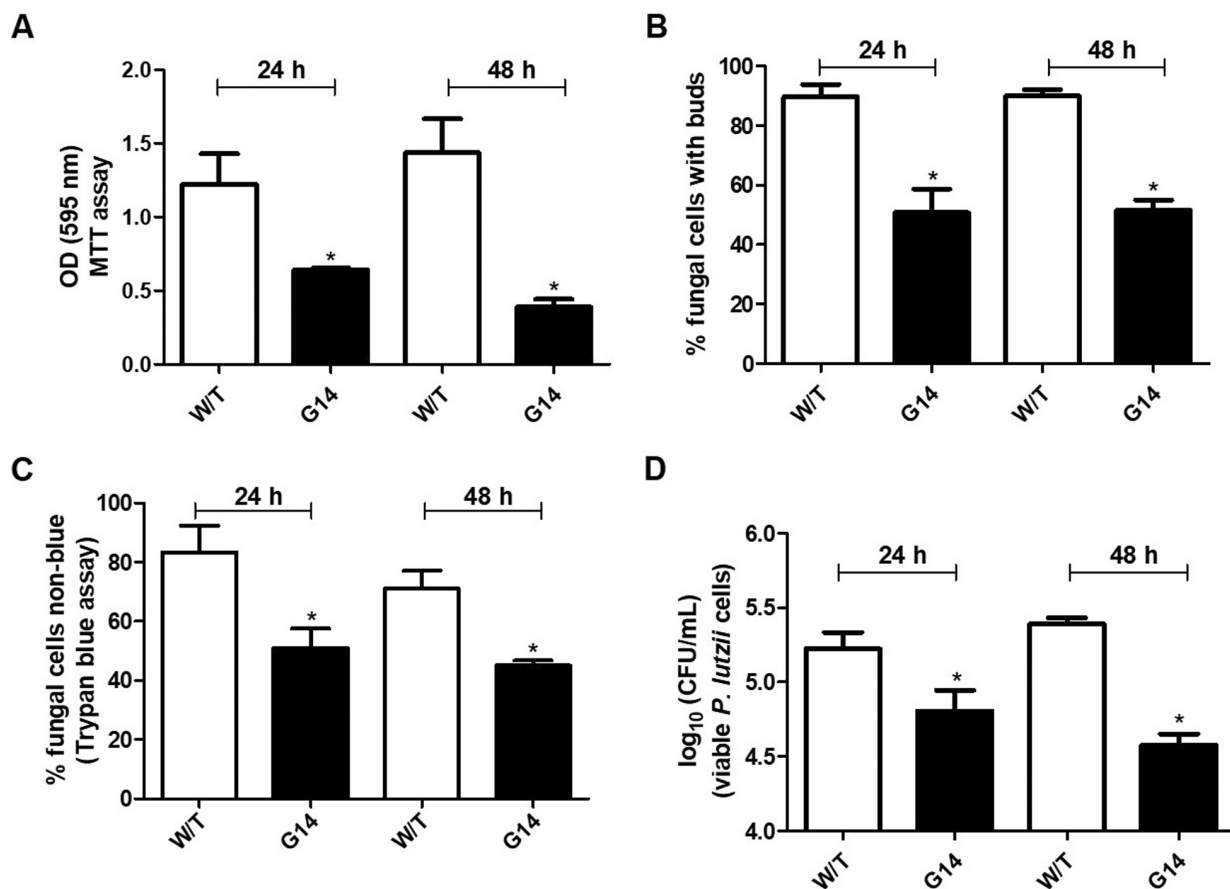 A
24 h
48 h
2.0
1.5
1.0
0.5
0.0
OD (595 nm)
MTT assay
W/T
G14
W/T
G14
*
*
B
24 h
48 h
100
80
60
40
20
0
% fungal cells with buds
W/T
G14
W/T
G14
*
*
C
24 h
48 h
100
80
60
40
20
0
% fungal cells non-blue
(Trypan blue assay)
W/T
G14
W/T
G14
*
*
D
24 h
48 h
6.0
5.5
5.0
4.5
4.0
log₁₀ (CFU/mL)
(viable P. lutzii cells)
W/T
G14
W/T
G14
*
*